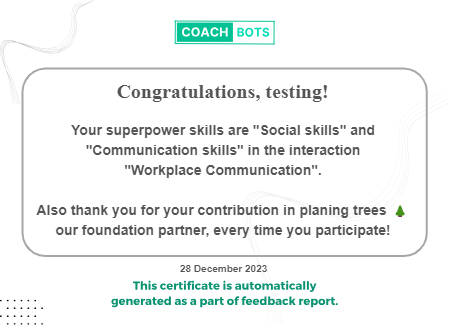 COACH BOTS
Congratulations, testing!
Your superpower skills are "Social skills" and
"Communication skills" in the interaction
"Workplace Communication".
Also thank you for your contribution in planing trees 🌲
our foundation partner, every time you participate!
28 December 2023
This certificate is automatically
generated as a part of feedback report.